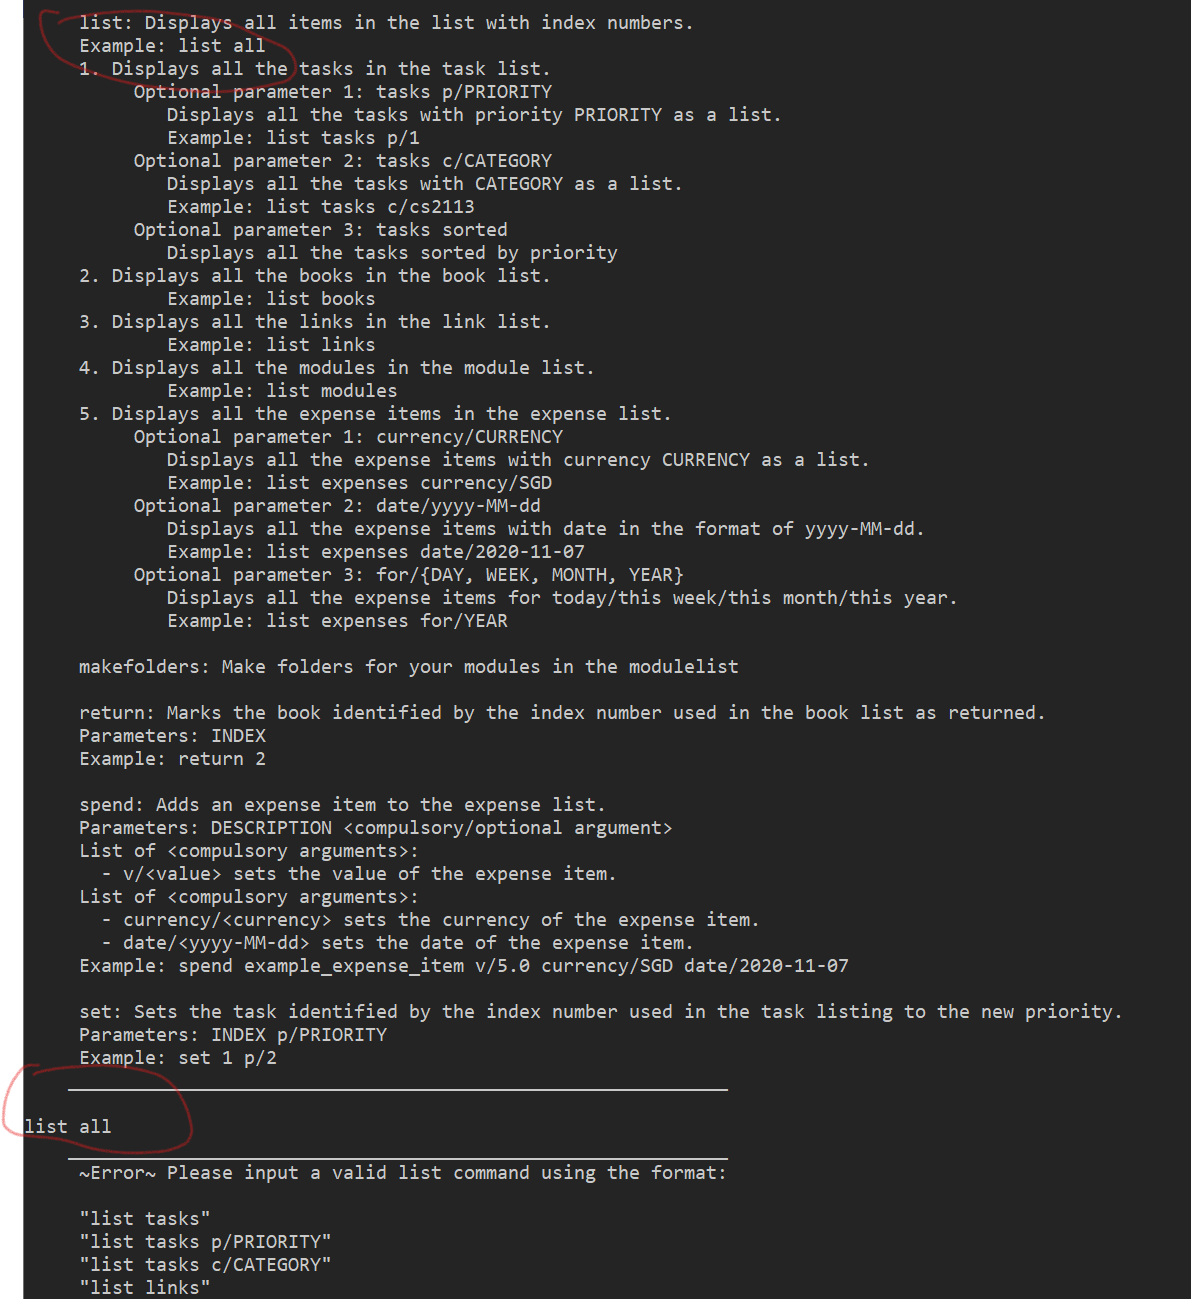 list: Displays all items in the list with index numbers.
Example: list all
1. Displays all the tasks in the task list.
Optional parameter 1: tasks p/PRIORITY
Displays all the tasks with priority PRIORITY as a list.
Example: list tasks p/1
Optional parameter 2: tasks c/CATEGORY
Displays all the tasks with CATEGORY as a list.
Example: list tasks c/cs2113
Optional parameter 3: tasks sorted
Displays all the tasks sorted by priority
2. Displays all the books in the book list.
Example: list books
3. Displays all the links in the link list.
Example: list links
4. Displays all the modules in the module list.
Example: list modules
5. Displays all the expense items in the expense list.
Optional parameter 1: currency/CURRENCY
Displays all the expense items with currency CURRENCY as a list.
Example: list expenses currency/SGD
Optional parameter 2: date/yyyy-MM-dd
Displays all the expense items with date in the format of yyyy-MM-dd.
Example: list expenses date/2020-11-07
Optional parameter 3: for/{DAY, WEEK, MONTH, YEAR}
Displays all the expense items for today/this week/this month/this year.
Example: list expenses for/YEAR
makefolders: Make folders for your modules in the modulelist
return: Marks the book identified by the index number used in the book list as returned.
Parameters: INDEX
Example: return 2
spend: Adds an expense item to the expense list.
Parameters: DESCRIPTION <compulsory/optional argument>
List of <compulsory arguments>:
- v/<value> sets the value of the expense item.
List of <compulsory arguments>:
- currency/<currency> sets the currency of the expense item.
- date/<yyyy-MM-dd> sets the date of the expense item.
Example: spend example_expense_item v/5.0 currency/SGD date/2020-11-07
set: Sets the task identified by the index number used in the task listing to the new priority.
Parameters: INDEX p/PRIORITY
Example: set 1 p/2
list all
~Error~ Please input a valid list command using the format:
"list tasks"
"list tasks p/PRIORITY"
"list tasks c/CATEGORY"
"list links"